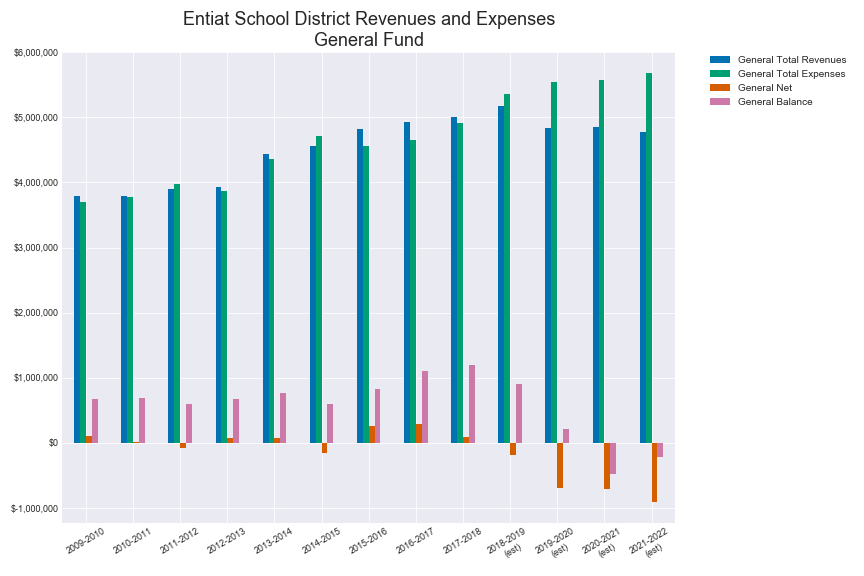 Entiat School District Revenues and Expenses
General Fund
$6,000,000
$5,000,000
$4,000,000
$3,000,000
$2,000,000
$1,000,000
$0
$-1,000,000
General Total Revenues
General Total Expenses
General Net
General Balance
2009-2010
2010-2011
2011-2012
2012-2013
2013-2014
2014-2015
2015-2016
2016-2017
2017-2018
2018-2019
(est)
2019-2020
(est)
2020-2021
(est)
2021-2022
(est)